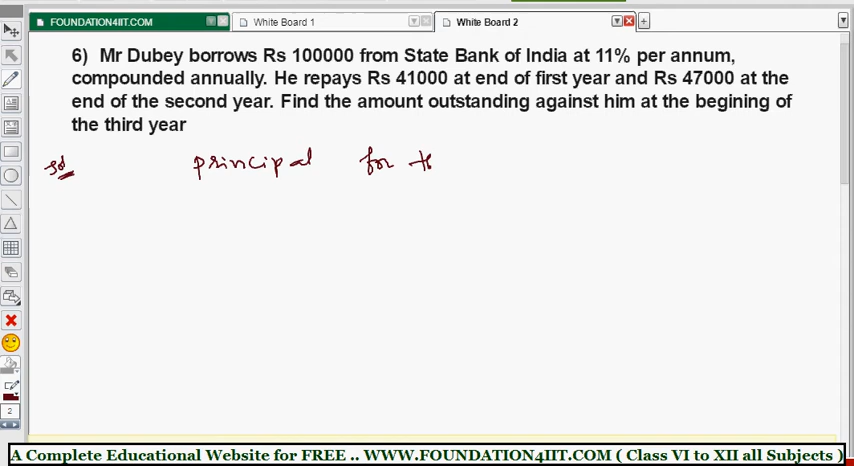 FOUNDATION4IIT.COM White Board 1 White Board 2
6) Mr Dubey borrows Rs 100000 from State Bank of India at 11% per annum,
compounded annually. He repays Rs 41000 at end of first year and Rs 47000 at the
end of the second year. Find the amount outstanding against him at the begining of
the third year
principal for
2
A Complete Educational Website for FREE .. WWW.FOUNDATION4IIT.COM ( Class VI to XII all Subjects )